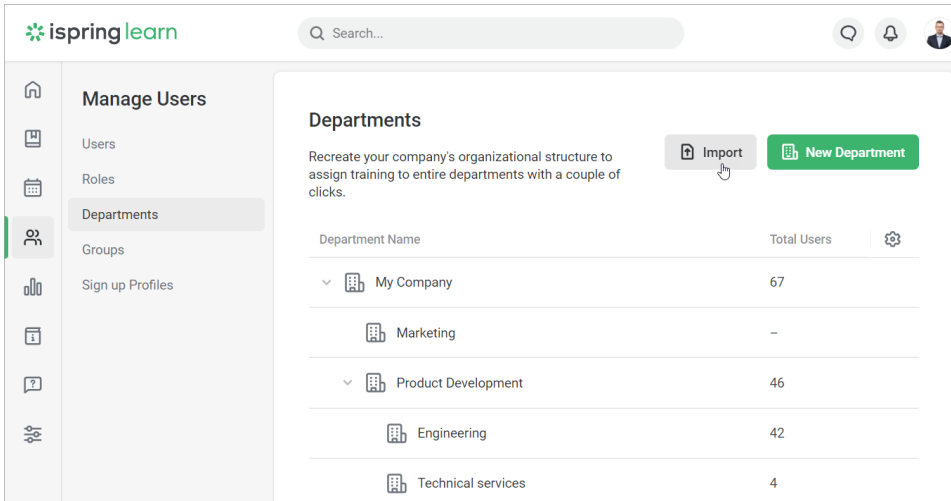 ispring learn
Search...
Manage Users
Users
Roles
Departments
Groups
Sign up Profiles
Departments
Recreate your company's organizational structure to
assign training to entire departments with a couple of
clicks.
Import
New Department
Department Name Total Users
My Company 67
Marketing –
Product Development 46
Engineering 42
Technical services 4